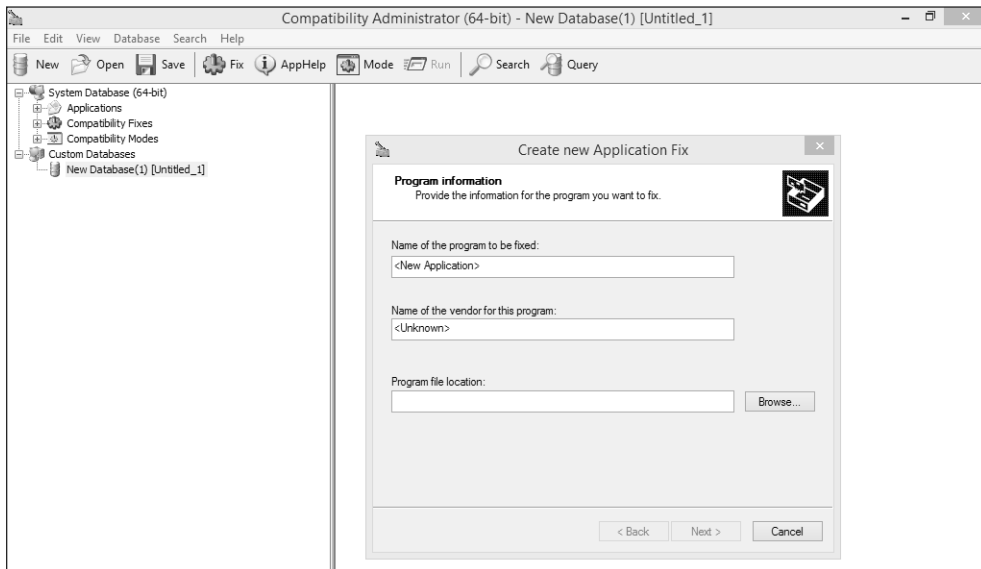 Compatibility Administrator (64-bit) - New Database(1) [Untitled_1]
File Edit View Database Search Help
New Open Save Fix AppHelp Mode Run Search Query
System Database (64-bit)
Applications
Compatibility Fixes
Compatibility Modes
Custom Databases
New Database(1) [Untitled_1]
Create new Application Fix
Program information
Provide the information for the program you want to fix.
Name of the program to be fixed:
<New Application>
Name of the vendor for this program:
<Unknown>
Program file location:
Browse...
< Back Next > Cancel